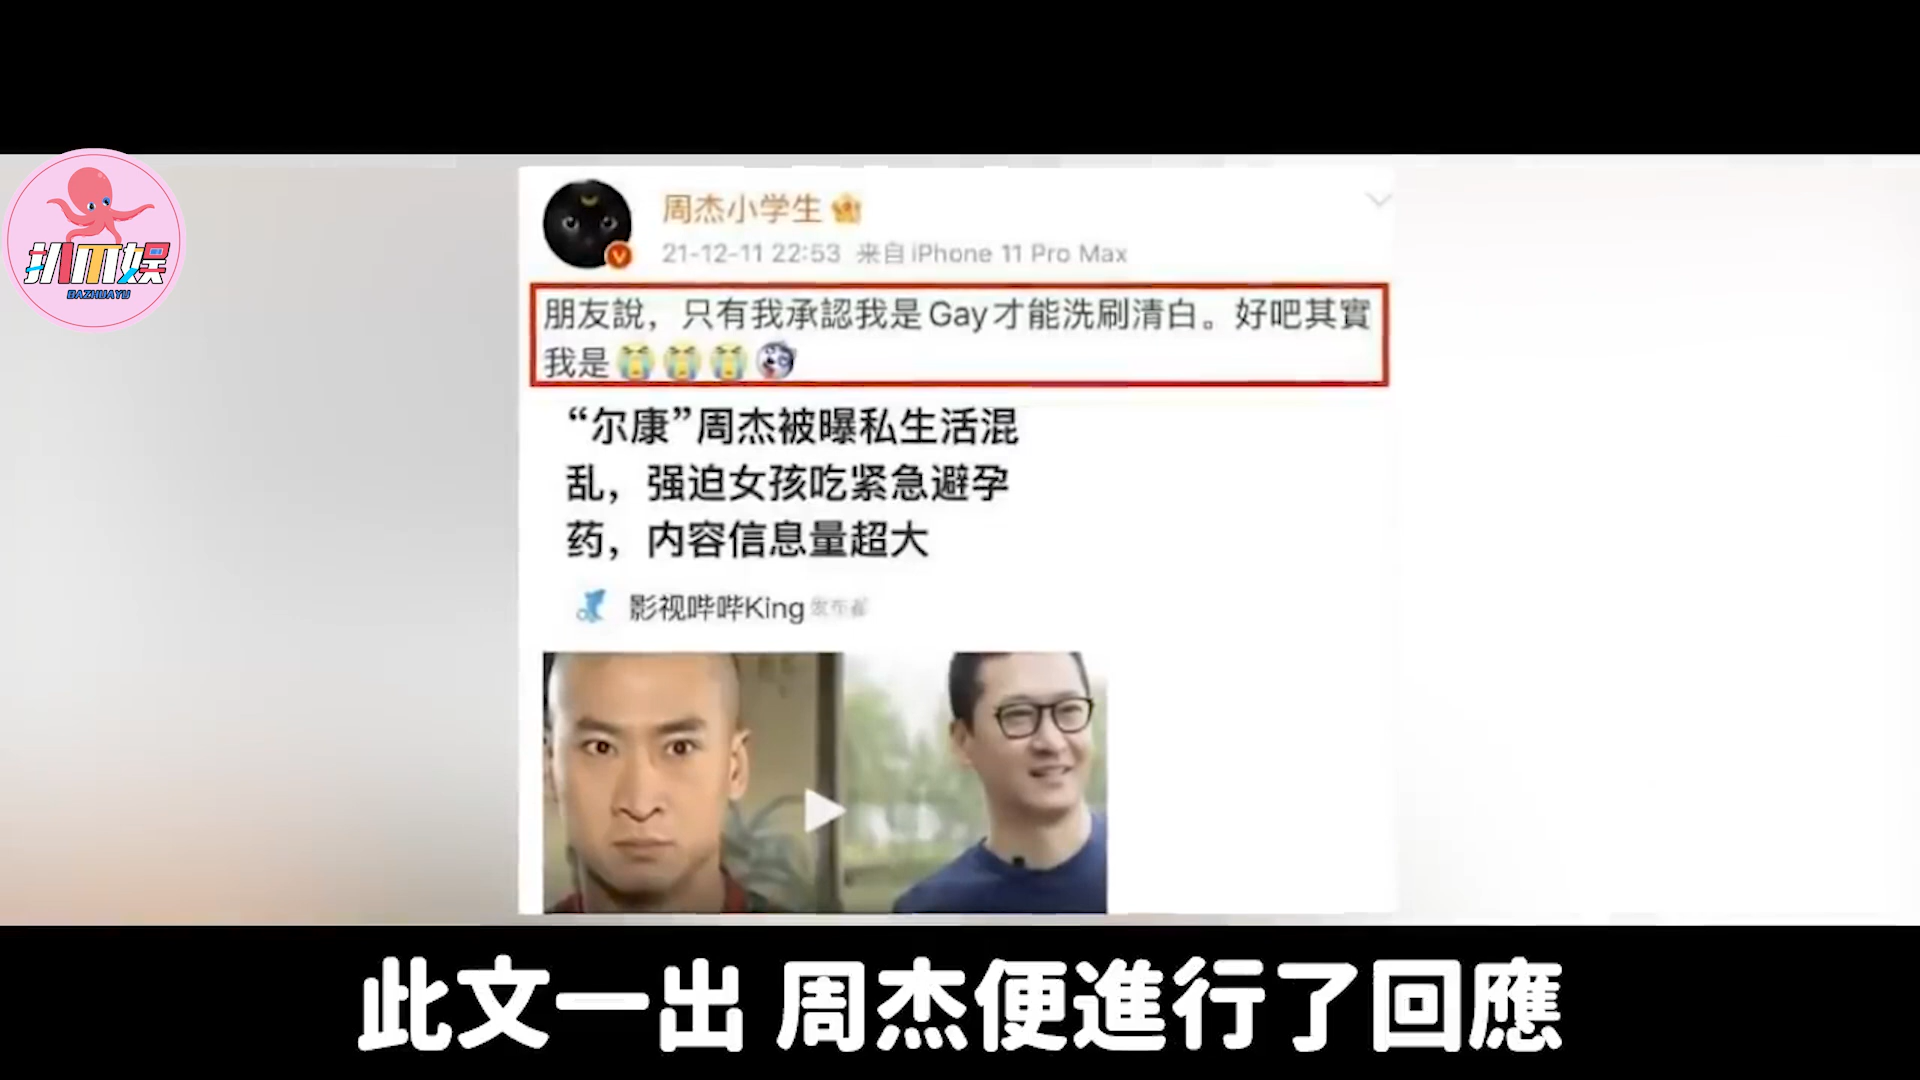 扒爪娱
BAZHUAYU
周杰小学生
21-12-11 22:53 来自 iPhone 11 Pro Max
朋友說，只有我承認我是Gay才能洗刷清白。好吧其實
我是
“尔康”周杰被曝私生活混
乱，强迫女孩吃紧急避孕
药，内容信息量超大
影视哔哔King 发布者
此文一出 周杰便進行了回應